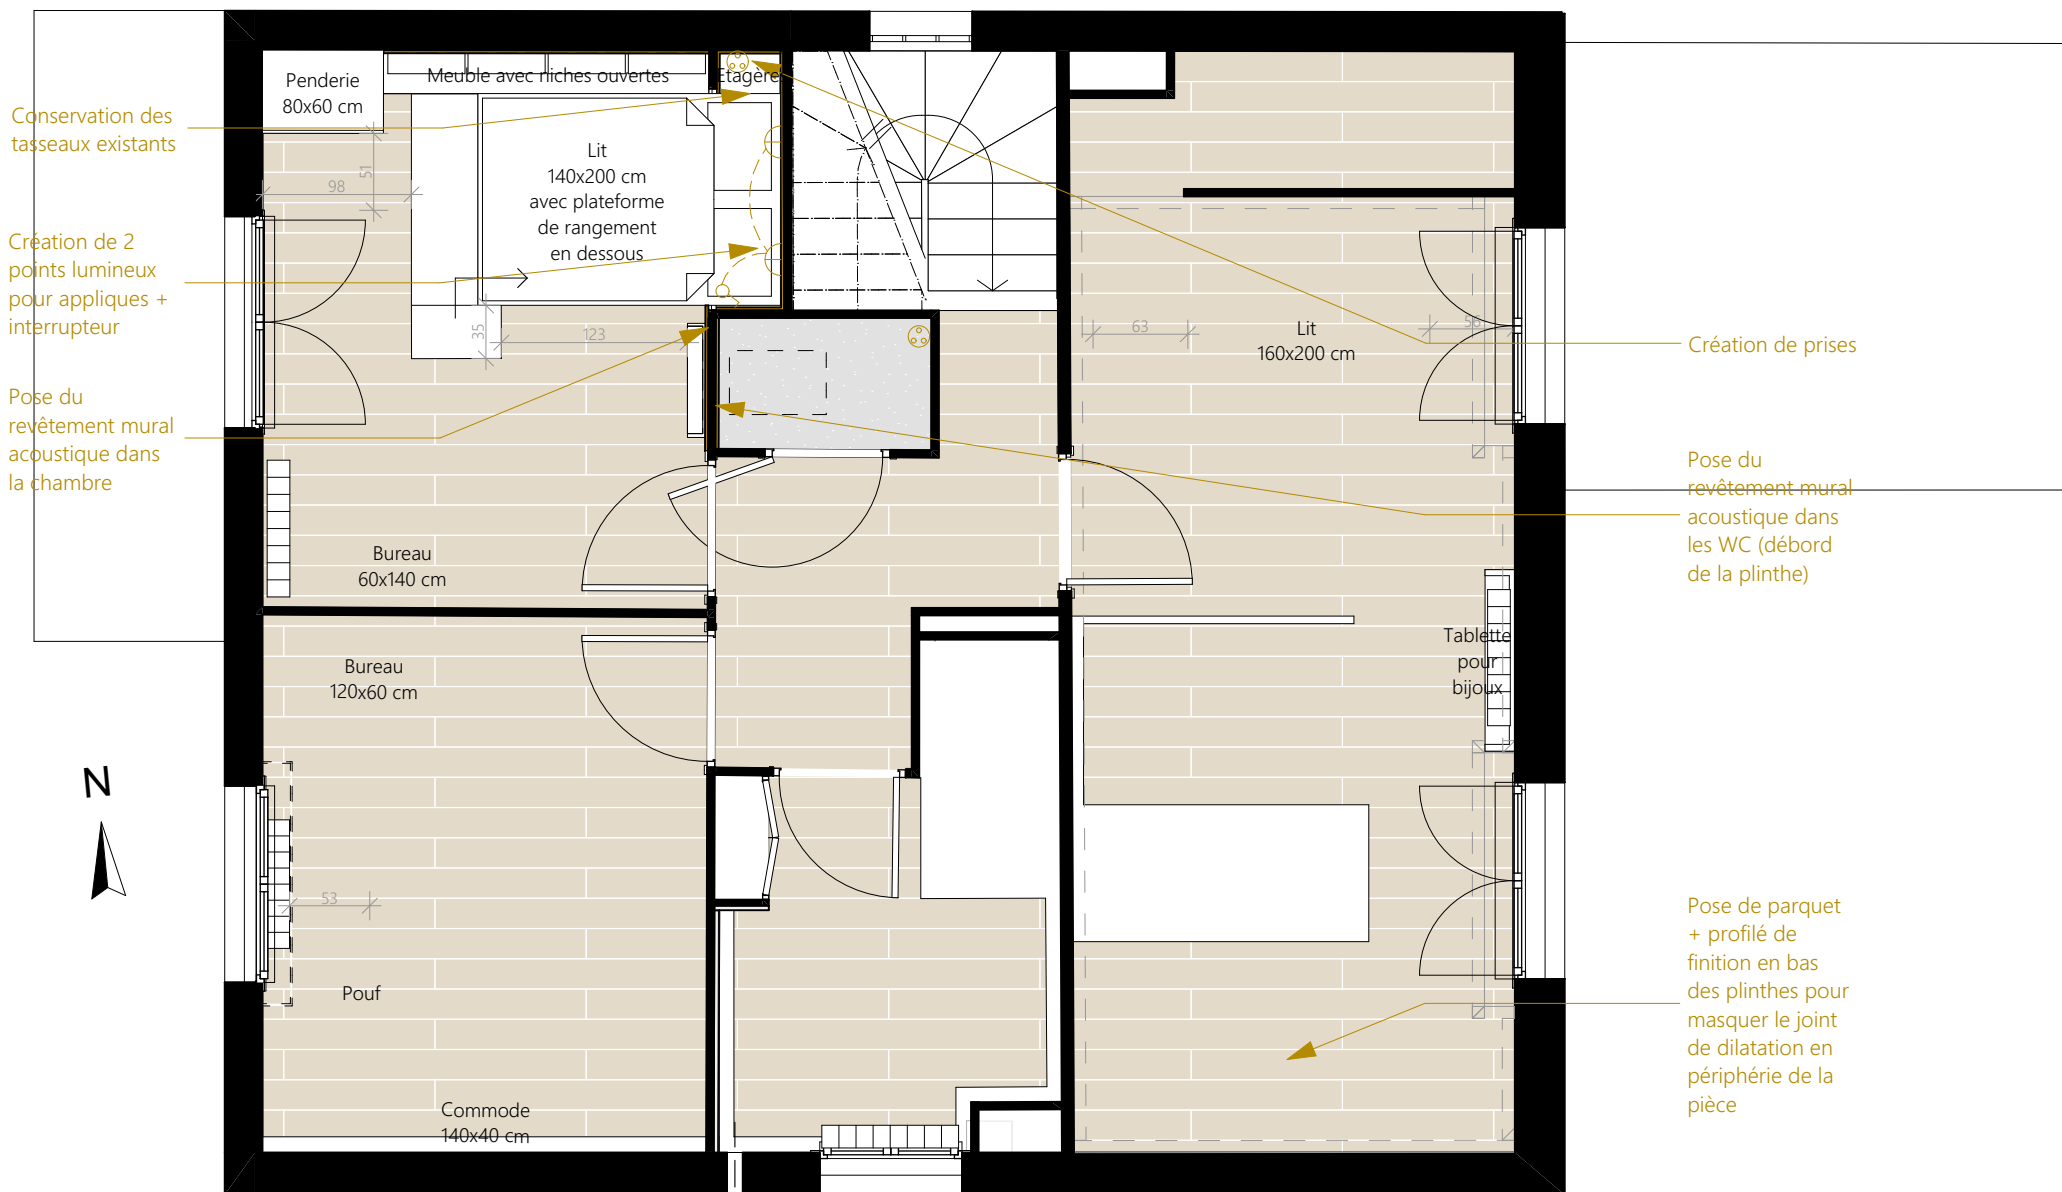 Penderie
80x60 cm
Meuble avec niches ouvertes
Etagère
Conservation des
tasseaux existants
Lit
140x200 cm
avec plateforme
de rangement
en dessous
98
51
Création de 2
points lumineux
pour appliques +
interrupteur
35
123
63
56
Lit
160x200 cm
Création de prises
Pose du
revêtement mural
acoustique dans
la chambre
Pose du
revêtement mural
acoustique dans
les WC (débord
de la plinthe)
Bureau
60x140 cm
Bureau
120x60 cm
Tablette
pour
bijoux
N
53
Pouf
Pose de parquet
+ profilé de
finition en bas
des plinthes pour
masquer le joint
de dilatation en
périphérie de la
pièce
Commode
140x40 cm